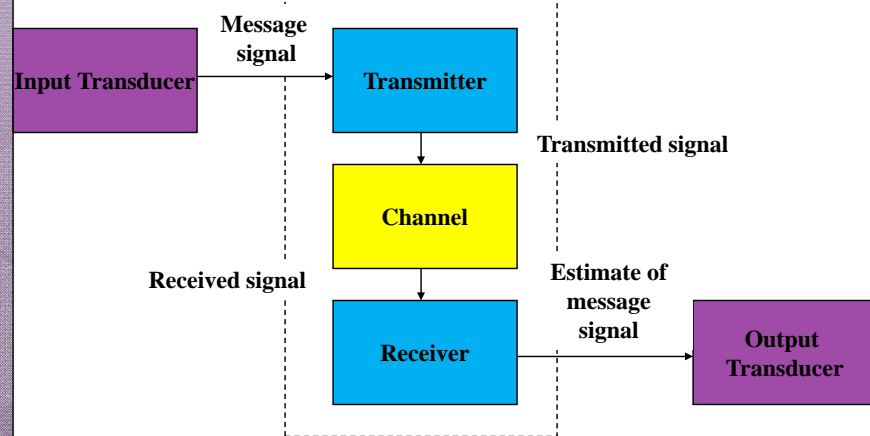 Message
signal
Input Transducer
Transmitter
Transmitted signal
Channel
Received signal
Estimate of
message
signal
Receiver
Output
Transducer